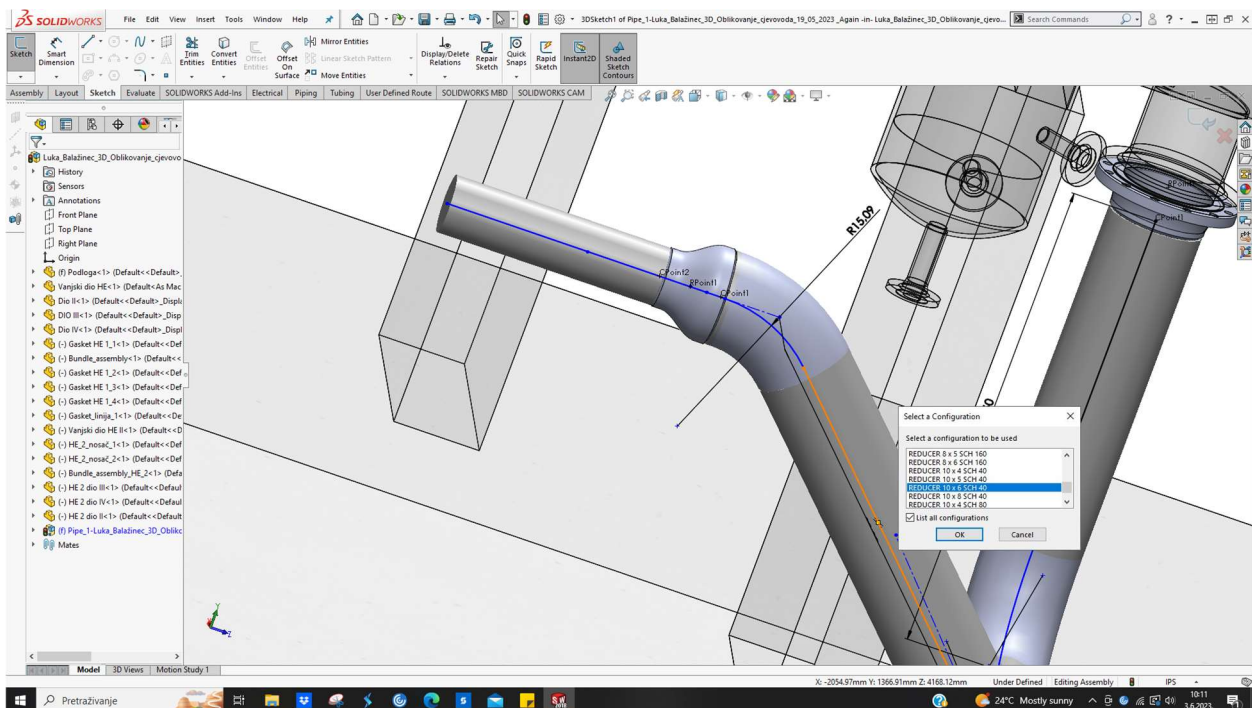 SOLIDWORKS File Edit View Insert Tools Window Help 3DSketch1 of Pipe_1-Luka_Balažinec_3D_Oblikovanje_cjevovoda_19_05_2023 _Again -in- Luka_Balažinec_3D_Oblikovanje_cjevo... Search Commands
Sketch Smart Dimension Trim Entities Convert Entities Offset Entities Offset On Surface Mirror Entities Linear Sketch Pattern Move Entities Display/Delete Relations Repair Sketch Quick Snaps Rapid Sketch Instant2D Shaded Sketch Contours
Assembly Layout Sketch Evaluate SOLIDWORKS Add-Ins Electrical Piping Tubing User Defined Route SOLIDWORKS MBD SOLIDWORKS CAM
Luka_Balažinec_3D_Oblikovanje_cjevovo
History
Sensors
Annotations
Front Plane
Top Plane
Right Plane
Origin
(f) Podloga<1> (Default<<Default>_
Vanjski dio HE<1> (Default<As Mac
Dio II<1> (Default<<Default>_Displa
DIO III<1> (Default<<Default>_Disp
Dio IV<1> (Default<<Default>_Displ
(-) Gasket HE 1_1<1> (Default<<Def
(-) Bundle_assembly<1> (Default<<
(-) Gasket HE 1_2<1> (Default<<Def
(-) Gasket HE 1_3<1> (Default<<Def
(-) Gasket HE 1_4<1> (Default<<Def
(-) Gasket_linija_1<1> (Default<<De
(-) Vanjski dio HE II<1> (Default<<D
(-) HE_2_nosač_1<1> (Default<<Def
(-) HE_2_nosač_2<1> (Default<<Def
(-) Bundle_assembly_HE_2<1> (Defa
(-) HE 2 dio III<1> (Default<<Defaul
(-) HE 2 dio IV<1> (Default<<Defaul
(-) HE 2 dio II<1> (Default<<Default
(f) Pipe_1-Luka_Balažinec_3D_Oblikc
Mates
R15,09
CPoint2
RPoint1
CPoint1
CPoint1
Select a Configuration
Select a configuration to be used
REDUCER 8 x 5 SCH 160
REDUCER 8 x 6 SCH 160
REDUCER 10 x 4 SCH 40
REDUCER 10 x 5 SCH 40
REDUCER 10 x 6 SCH 40
REDUCER 10 x 8 SCH 40
REDUCER 10 x 4 SCH 80
List all configurations
OK Cancel
Y
Z
Model 3D Views Motion Study 1
X: -2054.97mm Y: 1366.91mm Z: 4168.12mm Under Defined Editing Assembly IPS
Pretraživanje 24°C Mostly sunny 10:11
3.6.2023.